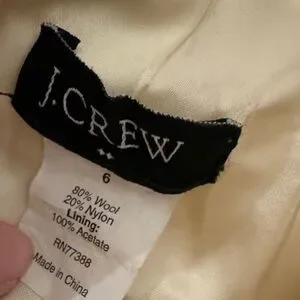 J.CREW
6
80% Wool
20% Nylon
Lining:
100% Acetate
RN77388
Made in China